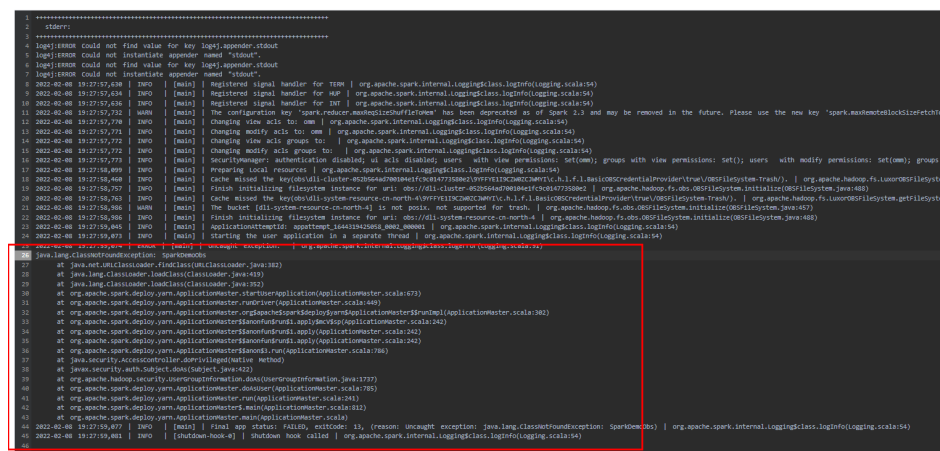 1 ++++++++++++++++++++++++++++++++++++++++++++++++++++++++++++++++++++++++++++++++
2 stderr:
3 ++++++++++++++++++++++++++++++++++++++++++++++++++++++++++++++++++++++++++++++++
4 log4j:ERROR Could not find value for key log4j.appender.stdout
5 log4j:ERROR Could not instantiate appender named "stdout".
6 log4j:ERROR Could not find value for key log4j.appender.stdout
7 log4j:ERROR Could not instantiate appender named "stdout".
8 2022-02-08 19:27:57,630 | INFO | [main] | Registered signal handler for TERM | org.apache.spark.internal.Logging$class.logInfo(Logging.scala:54)
9 2022-02-08 19:27:57,634 | INFO | [main] | Registered signal handler for HUP | org.apache.spark.internal.Logging$class.logInfo(Logging.scala:54)
10 2022-02-08 19:27:57,636 | INFO | [main] | Registered signal handler for INT | org.apache.spark.internal.Logging$class.logInfo(Logging.scala:54)
11 2022-02-08 19:27:57,732 | WARN | [main] | The configuration key 'spark.reducer.maxReqSizeShuffleToMem' has been deprecated as of Spark 2.3 and may be removed in the future. Please use the new key 'spark.maxRemoteBlockSizeFetchTo
12 2022-02-08 19:27:57,770 | INFO | [main] | Changing view acls to: omm | org.apache.spark.internal.Logging$class.logInfo(Logging.scala:54)
13 2022-02-08 19:27:57,771 | INFO | [main] | Changing modify acls to: omm | org.apache.spark.internal.Logging$class.logInfo(Logging.scala:54)
14 2022-02-08 19:27:57,772 | INFO | [main] | Changing view acls groups to: | org.apache.spark.internal.Logging$class.logInfo(Logging.scala:54)
15 2022-02-08 19:27:57,772 | INFO | [main] | Changing modify acls groups to: | org.apache.spark.internal.Logging$class.logInfo(Logging.scala:54)
16 2022-02-08 19:27:57,773 | INFO | [main] | SecurityManager: authentication disabled; ui acls disabled; users with view permissions: Set(omm); groups with view permissions: Set(); users with modify permissions: Set(omm); groups
17 2022-02-08 19:27:58,099 | INFO | [main] | Preparing Local resources | org.apache.spark.internal.Logging$class.logInfo(Logging.scala:54)
18 2022-02-08 19:27:58,460 | INFO | [main] | Cache missed the
19 2022-02-08 19:27:58,757 | INFO | [main] | Finish initializing filesystem instance for uri: | org.apache.hadoop.fs.obs.OBSFileSystem.initialize(OBSFileSystem.java:488)
20 2022-02-08 19:27:58,763 | INFO | [main] | Cache missed the
21 2022-02-08 19:27:58,986 | WARN | [main] | The bucket [dli-system-resource-cn-north-4] is not posix. not supported for trash. | org.apache.hadoop.fs.obs.OBSFileSystem.initialize(OBSFileSystem.java:457)
22 2022-02-08 19:27:58,986 | INFO | [main] | Finish initializing filesystem instance for uri: obs://dli-system-resource-cn-north-4 | org.apache.hadoop.fs.obs.OBSFileSystem.initialize(OBSFileSystem.java:488)
23 2022-02-08 19:27:59,045 | INFO | [main] | ApplicationAttemptId: appattempt_1644319425058_0002_000001 | org.apache.spark.internal.Logging$class.logInfo(Logging.scala:54)
24 2022-02-08 19:27:59,073 | INFO | [main] | Starting the user application in a separate Thread | org.apache.spark.internal.Logging$class.logInfo(Logging.scala:54)
25 2022-02-08 19:27:59,074 | ERROR | [main] | Uncaught exception: | org.apache.spark.internal.Logging$class.logError(Logging.scala:91)
26 java.lang.ClassNotFoundException: SparkDemoObs
27 at java.net.URLClassLoader.findClass(URLClassLoader.java:382)
28 at java.lang.ClassLoader.loadClass(ClassLoader.java:419)
29 at java.lang.ClassLoader.loadClass(ClassLoader.java:352)
30 at org.apache.spark.deploy.yarn.ApplicationMaster.startUserApplication(ApplicationMaster.scala:673)
31 at org.apache.spark.deploy.yarn.ApplicationMaster.runDriver(ApplicationMaster.scala:449)
32 at org.apache.spark.deploy.yarn.ApplicationMaster.org$apache$spark$deploy$yarn$ApplicationMaster$$runImpl(ApplicationMaster.scala:302)
33 at org.apache.spark.deploy.yarn.ApplicationMaster$$anonfun$run$1.apply$mcV$sp(ApplicationMaster.scala:242)
34 at org.apache.spark.deploy.yarn.ApplicationMaster$$anonfun$run$1.apply(ApplicationMaster.scala:242)
35 at org.apache.spark.deploy.yarn.ApplicationMaster$$anonfun$run$1.apply(ApplicationMaster.scala:242)
36 at org.apache.spark.deploy.yarn.ApplicationMaster$$anon$3.run(ApplicationMaster.scala:786)
37 at java.security.AccessController.doPrivileged(Native Method)
38 at javax.security.auth.Subject.doAs(Subject.java:422)
39 at org.apache.hadoop.security.UserGroupInformation.doAs(UserGroupInformation.java:1737)
40 at org.apache.spark.deploy.yarn.ApplicationMaster.doAsUser(ApplicationMaster.scala:785)
41 at org.apache.spark.deploy.yarn.ApplicationMaster.run(ApplicationMaster.scala:241)
42 at org.apache.spark.deploy.yarn.ApplicationMaster$.main(ApplicationMaster.scala:812)
43 at org.apache.spark.deploy.yarn.ApplicationMaster.main(ApplicationMaster.scala)
44 2022-02-08 19:27:59,077 | INFO | [main] | Final app status: FAILED, exitCode: 13, (reason: Uncaught exception: java.lang.ClassNotFoundException: SparkDemoObs) | org.apache.spark.internal.Logging$class.logInfo(Logging.scala:54)
45 2022-02-08 19:27:59,081 | INFO | [shutdown-hook-0] | Shutdown hook called | org.apache.spark.internal.Logging$class.logInfo(Logging.scala:54)
46